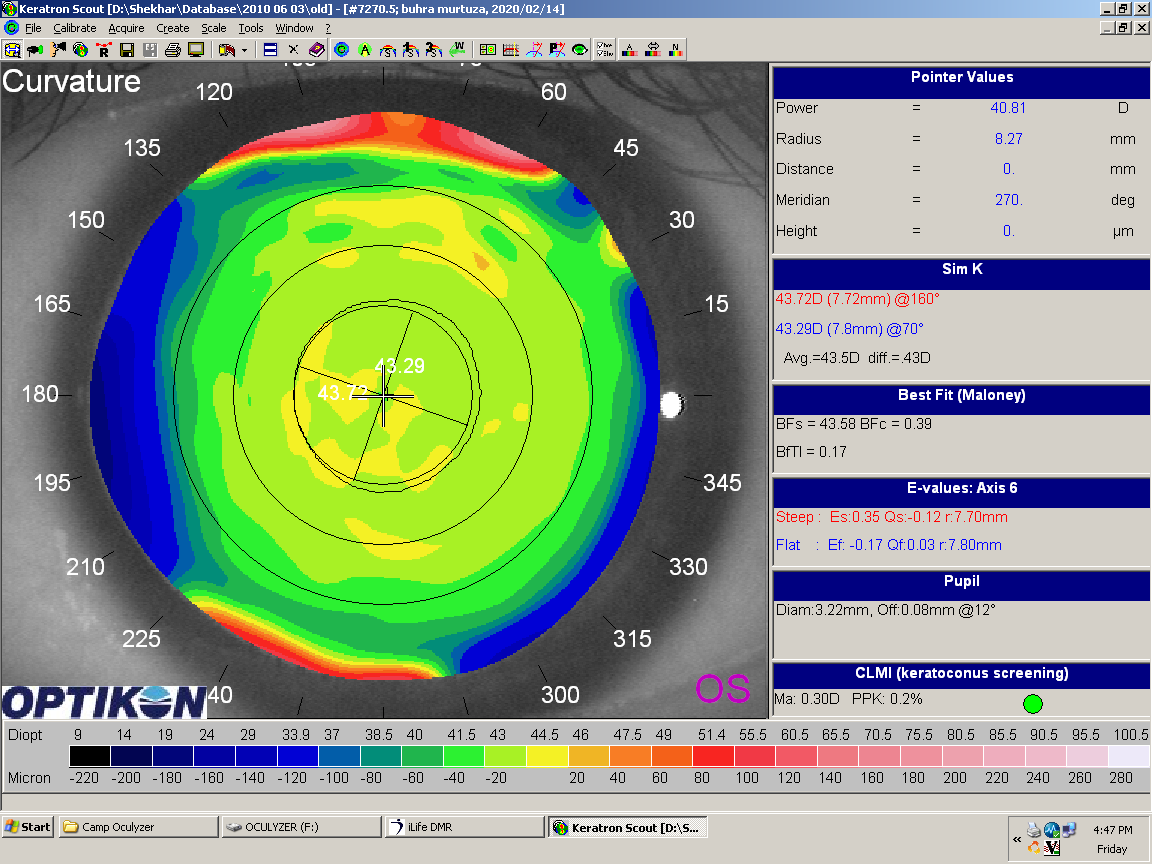 Keratron Scout [D:\Shekhar\Database\2010 06 03\old] - [#7270.5; buhra murtuza, 2020/02/14]
File Calibrate Acquire Create Scale Tools Window ?
Curvature
120 60
135 45
150 30
165 15
180
195 345
210 330
225 315
40 300
43.29
43.72
OS
OPTIKON
Pointer Values
Power = 40.81 D
Radius = 8.27 mm
Distance = 0. mm
Meridian = 270. deg
Height = 0. µm
Sim K
43.72D (7.72mm) @160°
43.29D (7.8mm) @70°
Avg.=43.5D diff.=.43D
Best Fit (Maloney)
BFs = 43.58 BFc = 0.39
BfTI = 0.17
E-values: Axis 6
Steep : Es:0.35 Qs:-0.12 r:7.70mm
Flat : Ef: -0.17 Qf:0.03 r:7.80mm
Pupil
Diam:3.22mm, Off:0.08mm @12°
CLMI (keratoconus screening)
Ma: 0.30D PPK: 0.2%
Diopt 9 14 19 24 29 33.9 37 38.5 40 41.5 43 44.5 46 47.5 49 51.4 55.5 60.5 65.5 70.5 75.5 80.5 85.5 90.5 95.5 100.5
Micron -220 -200 -180 -160 -140 -120 -100 -80 -60 -40 -20 20 40 60 80 100 120 140 160 180 200 220 240 260 280
Start Camp Oculyzer OCULYZER (F:) iLife DMR Keratron Scout [D:\S...
4:47 PM
Friday